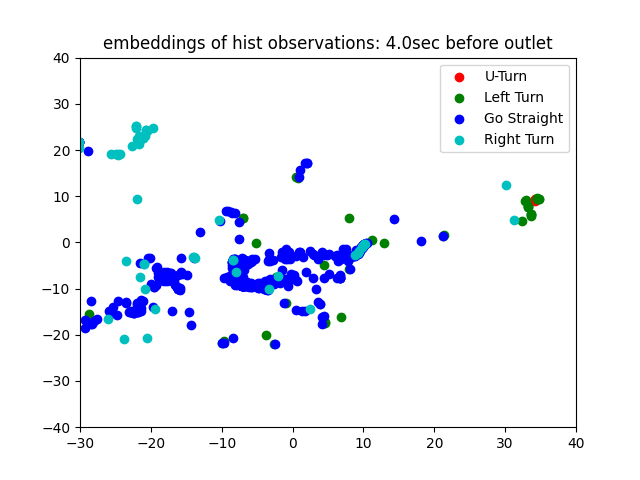 embeddings of hist observations: 4.0sec before outlet
U-Turn
Left Turn
Go Straight
Right Turn
40
30
20
10
0
−10
−20
−30
−40
−30 −20 −10 0 10 20 30 40